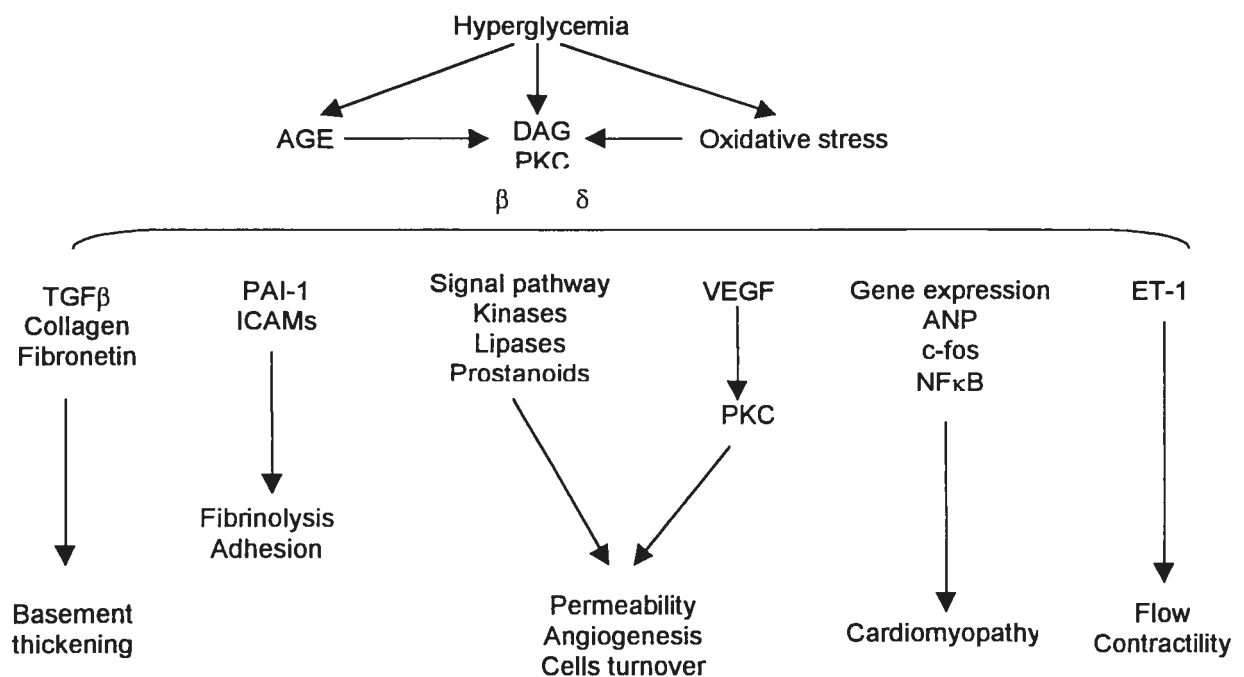 Hyperglycemia
AGE
DAG
PKC
Oxidative stress
β δ
TGFβ
Collagen
Fibronetin
PAI-1
ICAMs
Signal pathway
Kinases
Lipases
Prostanoids
VEGF
PKC
Gene expression
ANP
c-fos
NFκB
ET-1
Fibrinolysis
Adhesion
Basement
thickening
Permeability
Angiogenesis
Cells turnover
Cardiomyopathy
Flow
Contractility